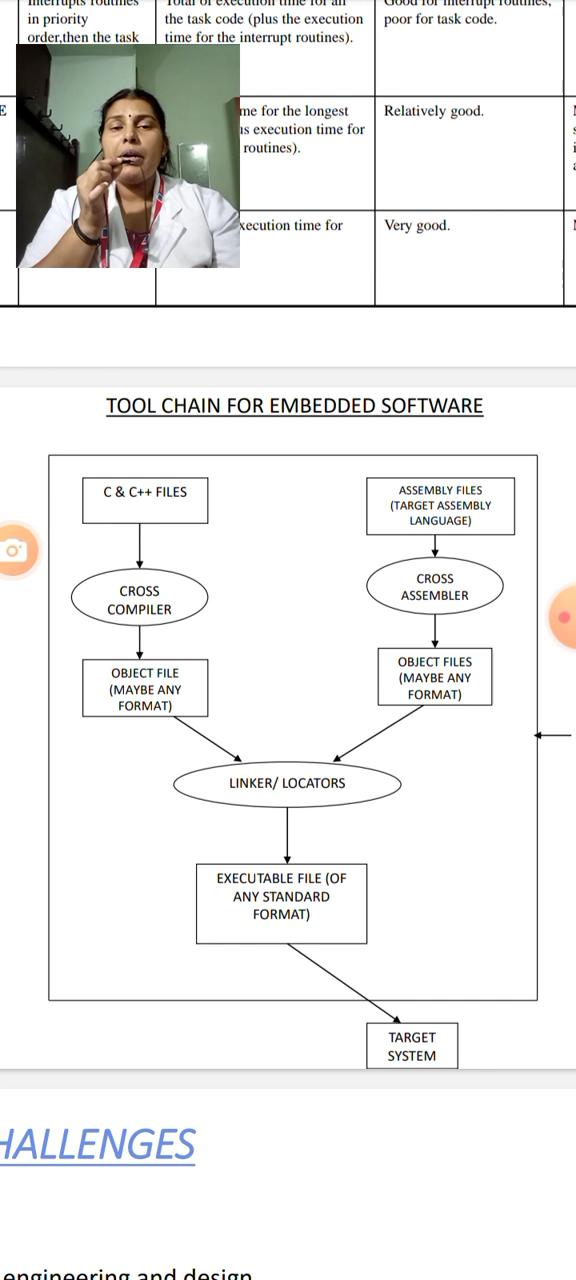 Interrupts routines
in priority
order,then the task
Total of execution time for all
the task code (plus the execution
time for the interrupt routines).
Good for interrupt routines,
poor for task code.
E
me for the longest
us execution time for
routines).
Relatively good.
xecution time for
Very good.
TOOL CHAIN FOR EMBEDDED SOFTWARE
C & C++ FILES
ASSEMBLY FILES
(TARGET ASSEMBLY
LANGUAGE)
CROSS
COMPILER
CROSS
ASSEMBLER
OBJECT FILE
(MAYBE ANY
FORMAT)
OBJECT FILES
(MAYBE ANY
FORMAT)
LINKER/ LOCATORS
EXECUTABLE FILE (OF
ANY STANDARD
FORMAT)
TARGET
SYSTEM
HALLENGES
engineering and design